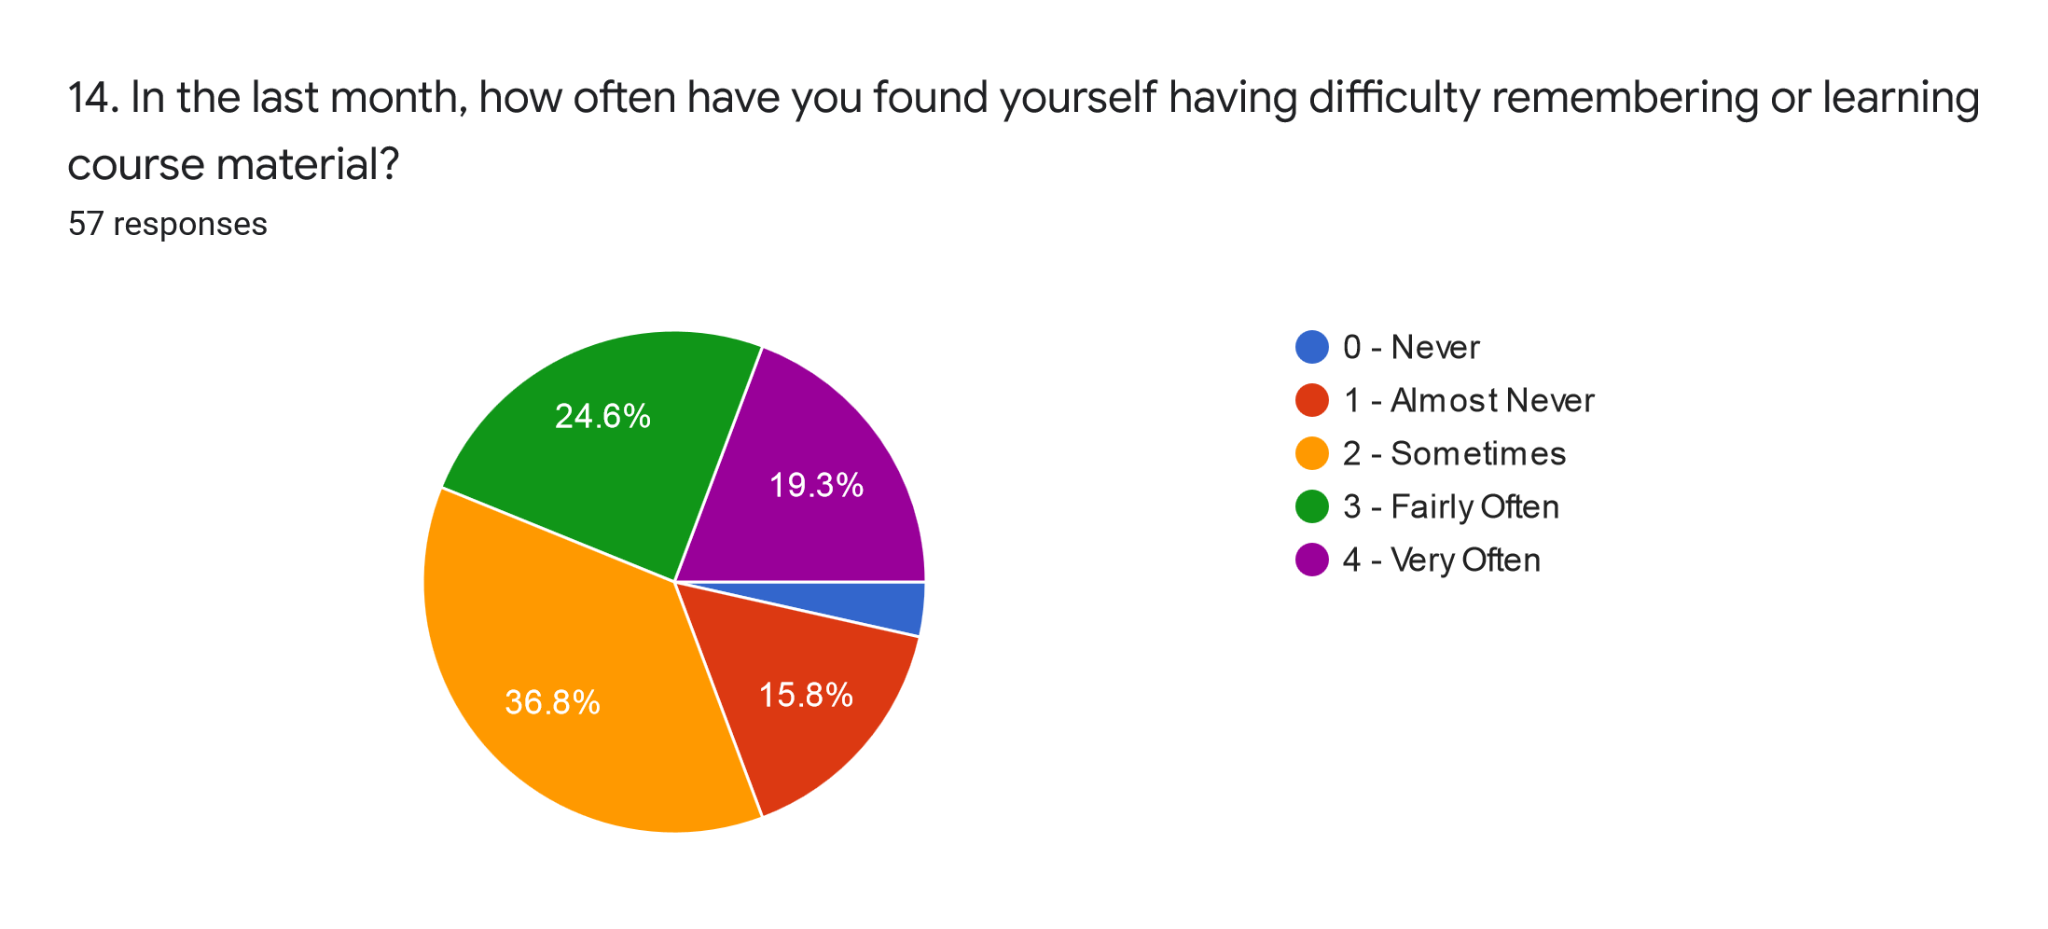 14. In the last month, how often have you found yourself having difficulty remembering or learning
course material?
57 responses
24.6%
19.3%
36.8%
15.8%
0 - Never
1 - Almost Never
2 - Sometimes
3 - Fairly Often
4 - Very Often